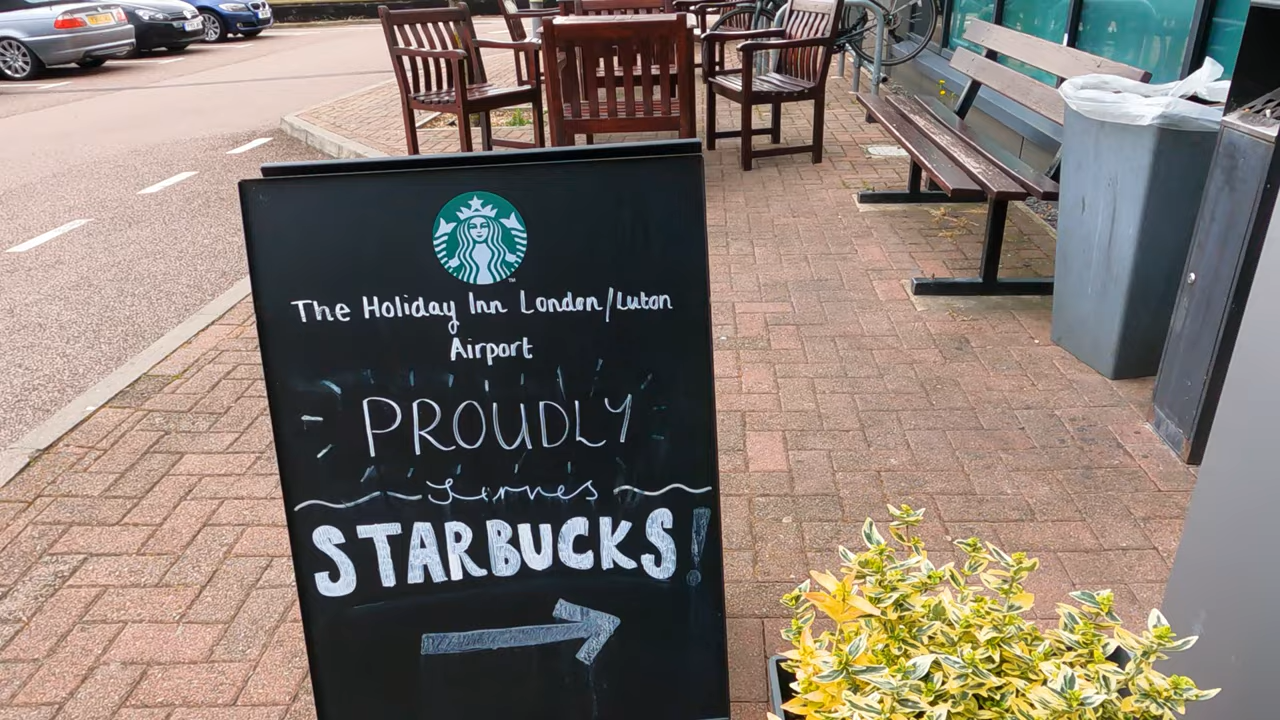 The Holiday Inn London/Luton
Airport
PROUDLY
Serves
STARBUCKS!